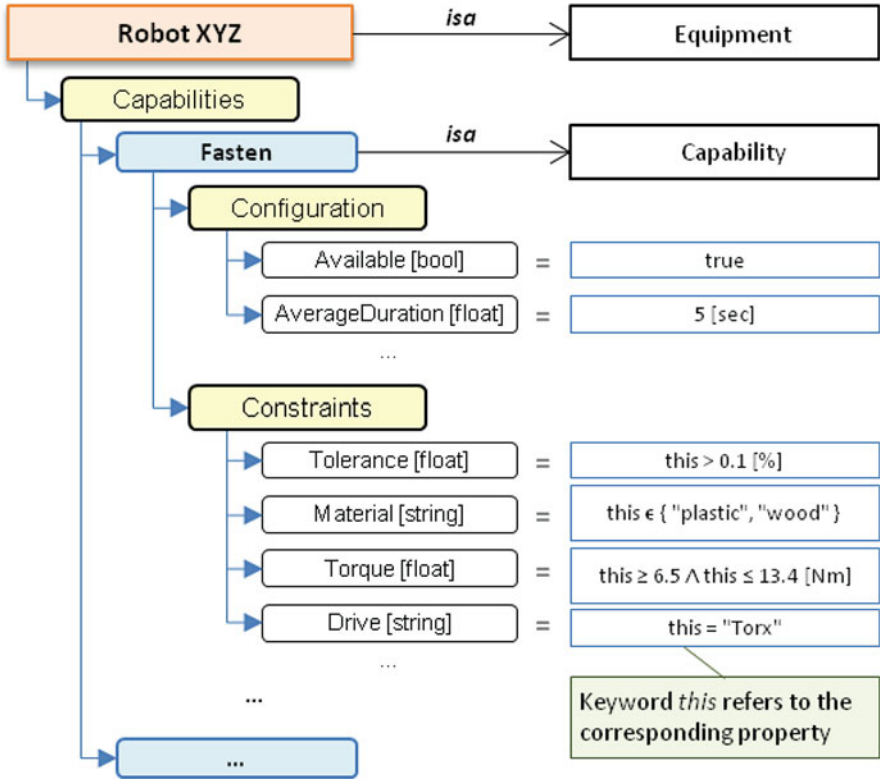 Robot XYZ isa Equipment
Capabilities
Fasten isa Capability
Configuration
Available [bool] = true
AverageDuration [float] = 5 [sec]
...
Constraints
Tolerance [float] = this > 0.1 [%]
Material [string] = this ϵ { "plastic", "wood" }
Torque [float] = this ≥ 6.5 ∧ this ≤ 13.4 [Nm]
Drive [string] = this = "Torx"
...
...
Keyword this refers to the
corresponding property
...